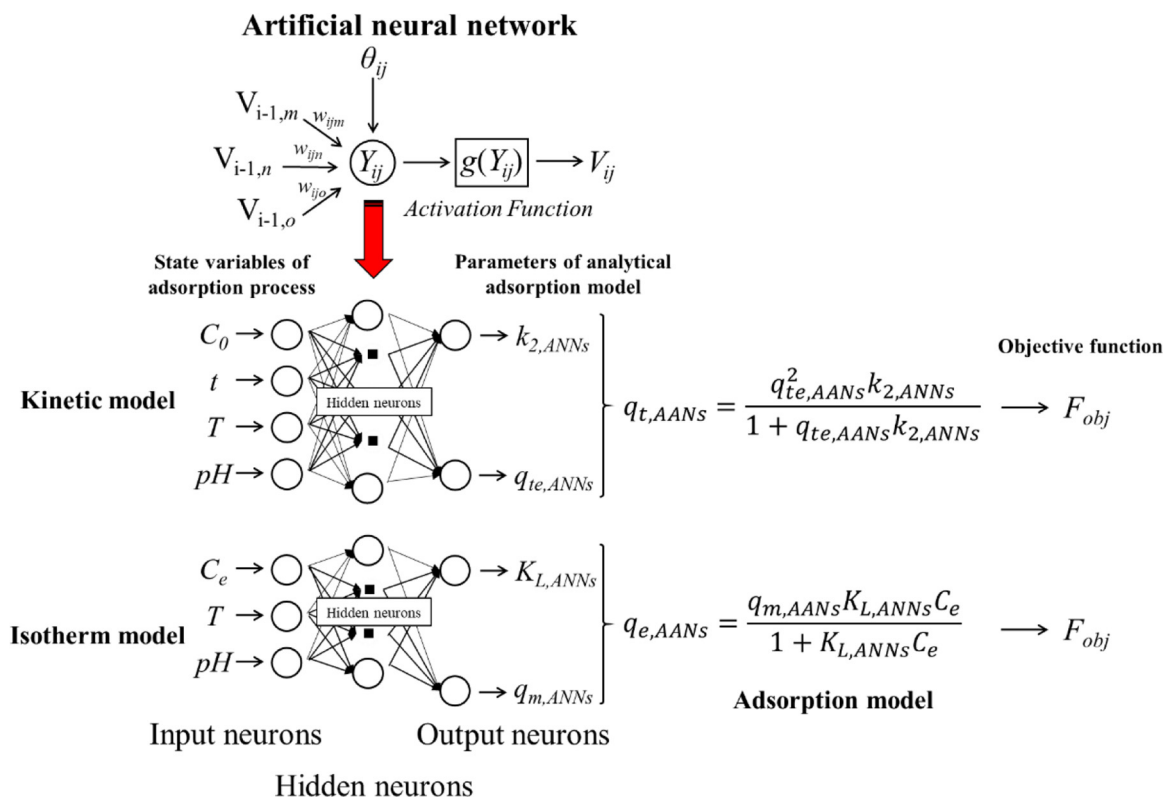 Artificial neural network
θij
Vi-1,m wijm
Vi-1,n wijn
Vi-1,o wijo
Yij
g(Yij)
Vij
Activation Function
State variables of
adsorption process
Parameters of analytical
adsorption model
Kinetic model
C0
t
T
pH
Hidden neurons
k2,ANNs
qte,ANNs
qt,AANs = q²te,AANs k2,ANNs / 1 + qte,AANs k2,ANNs
Objective function
Fobj
Isotherm model
Ce
T
pH
Hidden neurons
KL,ANNs
qm,ANNs
qe,AANs = qm,AANs KL,ANNs Ce / 1 + KL,ANNs Ce
Fobj
Adsorption model
Input neurons
Output neurons
Hidden neurons